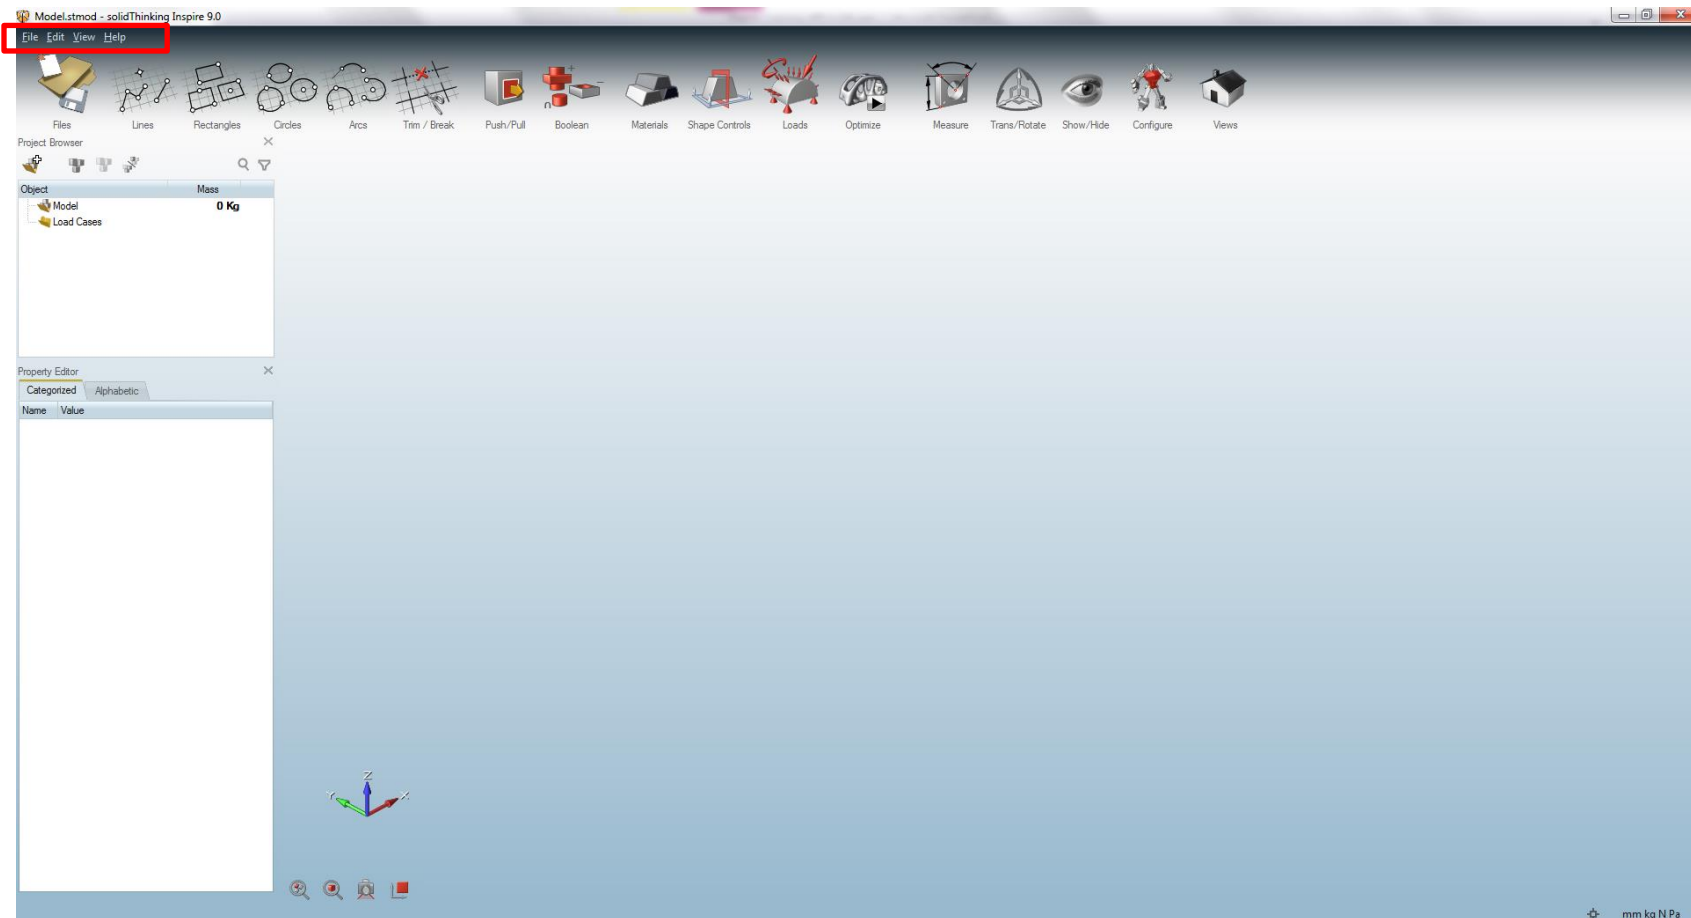 Model.stmod - solidThinking Inspire 9.0
File Edit View Help
Files Lines Rectangles Circles Arcs Trim / Break Push/Pull Boolean Materials Shape Controls Loads Optimize Measure Trans/Rotate Show/Hide Configure Views
Project Browser
Object Mass
Model 0 Kg
Load Cases
Property Editor
Categorized Alphabetic
Name Value
Z
Y X
mm kg N Pa